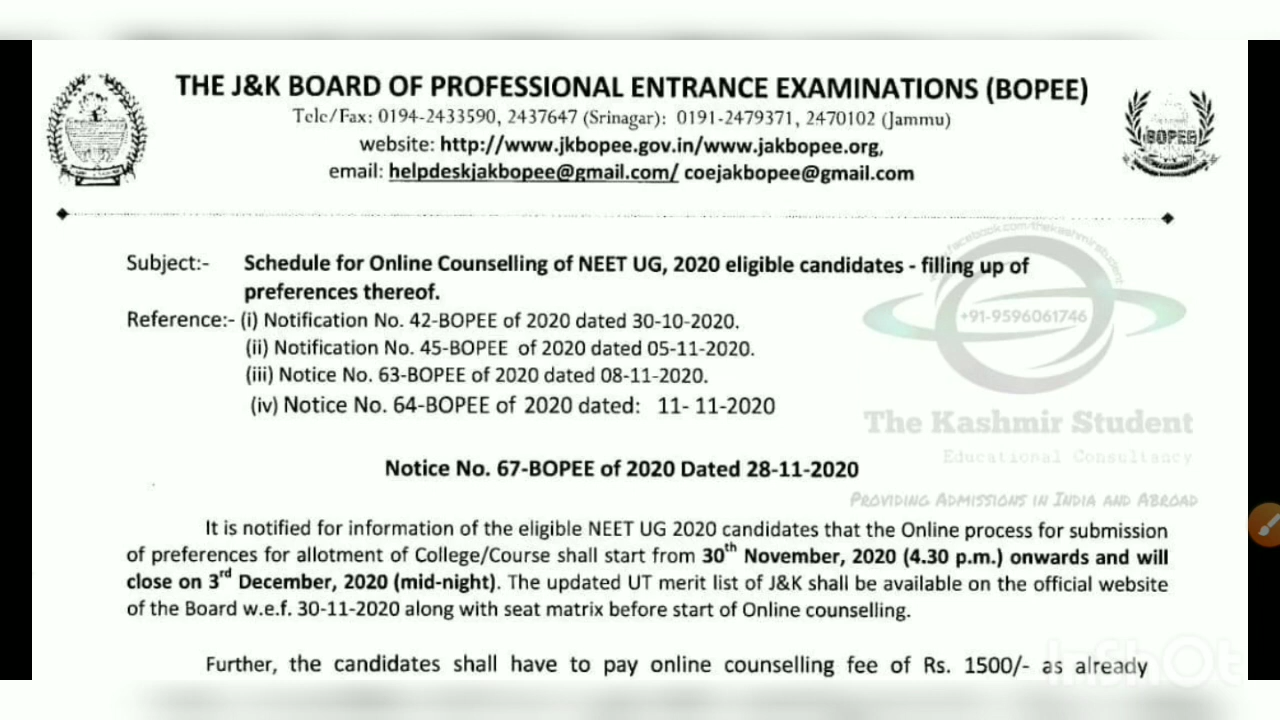 THE J&K BOARD OF PROFESSIONAL ENTRANCE EXAMINATIONS (BOPEE)
Tele/Fax: 0194-2433590, 2437647 (Srinagar): 0191-2479371, 2470102 (Jammu)
website: http://www.jkbopee.gov.in/www.jakbopee.org,
email: helpdeskjakbopee@gmail.com/ coejakbopee@gmail.com
BOPEE
facebook.com/thekashmirstudent
Subject:- Schedule for Online Counselling of NEET UG, 2020 eligible candidates - filling up of
preferences thereof.
Reference:- (i) Notification No. 42-BOPEE of 2020 dated 30-10-2020.
+91-9596061746
(ii) Notification No. 45-BOPEE of 2020 dated 05-11-2020.
(iii) Notice No. 63-BOPEE of 2020 dated 08-11-2020.
(iv) Notice No. 64-BOPEE of 2020 dated: 11- 11-2020
The Kashmir Student
Educational Consultancy
Notice No. 67-BOPEE of 2020 Dated 28-11-2020
PROVIDING ADMISSIONS IN INDIA AND ABROAD
It is notified for information of the eligible NEET UG 2020 candidates that the Online process for submission
of preferences for allotment of College/Course shall start from 30th November, 2020 (4.30 p.m.) onwards and will
close on 3rd December, 2020 (mid-night). The updated UT merit list of J&K shall be available on the official website
of the Board w.e.f. 30-11-2020 along with seat matrix before start of Online counselling.
Further, the candidates shall have to pay online counselling fee of Rs. 1500/- as already
InShOt